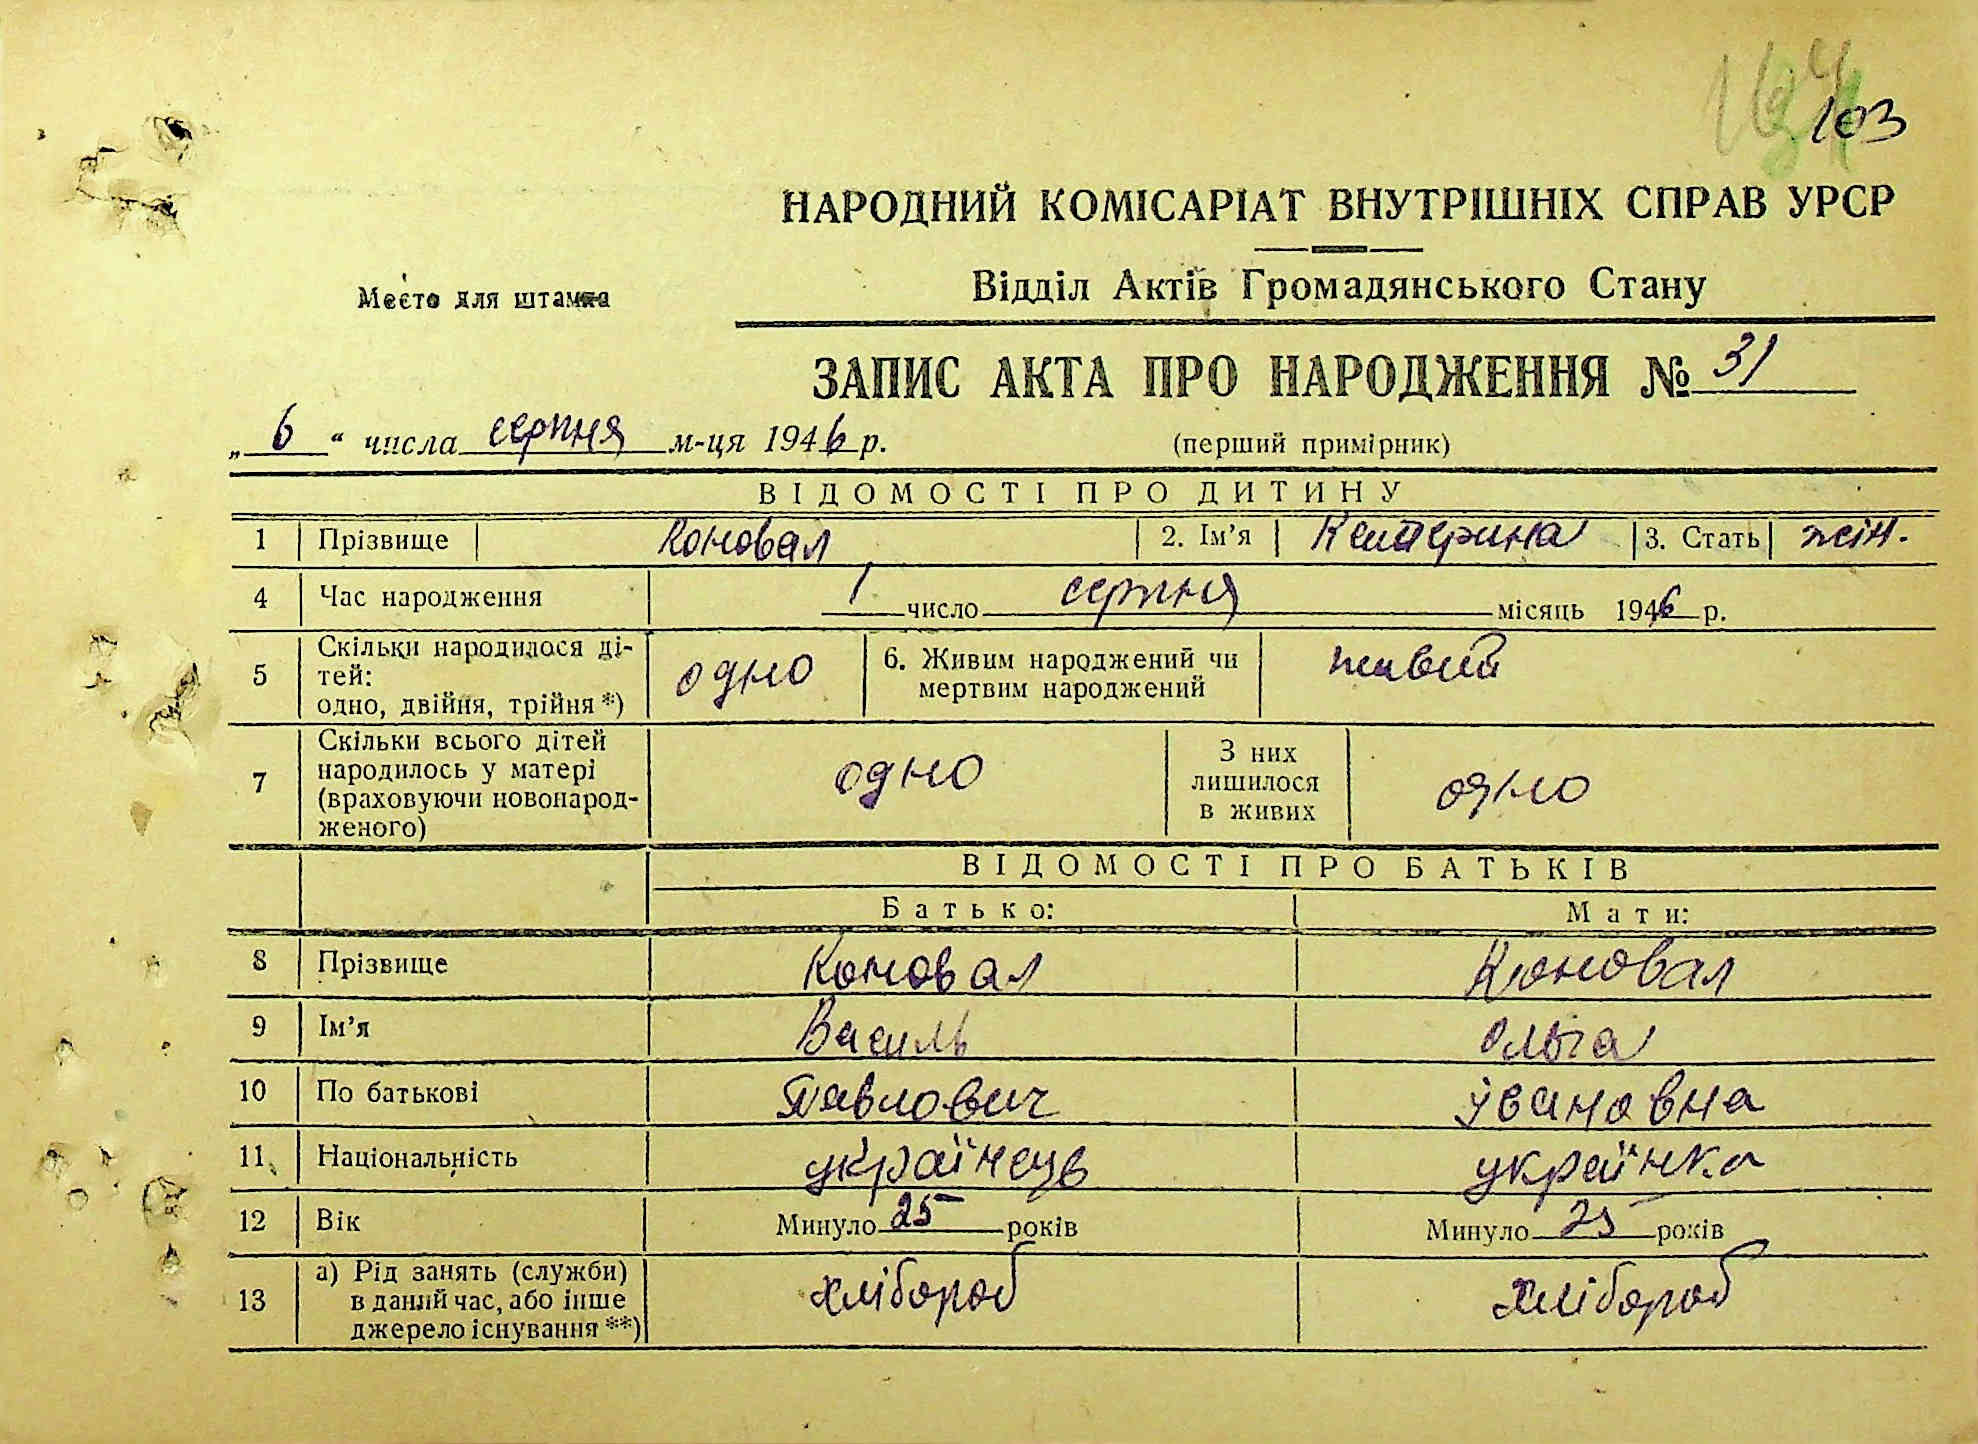 103
НАРОДНИЙ КОМІСАРІАТ ВНУТРІШНІХ СПРАВ УРСР
Место для штампа
Відділ Актів Громадянського Стану
ЗАПИС АКТА ПРО НАРОДЖЕННЯ № 31
„ 6 “ числа серпня м-ця 1946 р. (перший примірник)
ВІДОМОСТІ ПРО ДИТИНУ
1 Прізвище Коновал 2. Ім'я Катерина 3. Стать жін.
4 Час народження 1 число серпня місяць 1946 р.
5 Скільки народилося ді-
тей:
одно, двійня, трійня *) одно 6. Живим народжений чи
мертвим народжений живий
7 Скільки всього дітей
народилось у матері
(враховуючи новонарод-
женого) одно З них
лишилося
в живих одно
ВІДОМОСТІ ПРО БАТЬКІВ
Батько: Мати:
8 Прізвище Коновал Коновал
9 Ім'я Василь Ольга
10 По батькові Павлович Івановна
11 Національність українець українка
12 Вік Минуло 25 років Минуло 25 років
13 а) Рід занять (служби)
в даний час, або інше
джерело існування **) хлібороб хлібороб